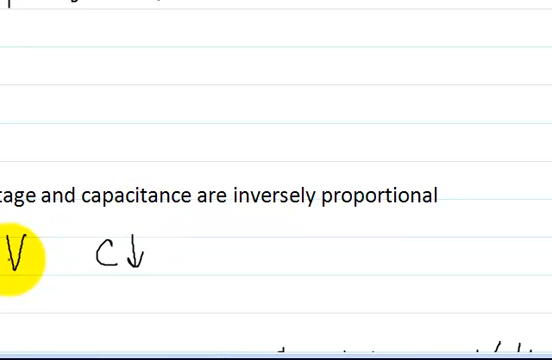 tage and capacitance are inversely proportional
V C↓